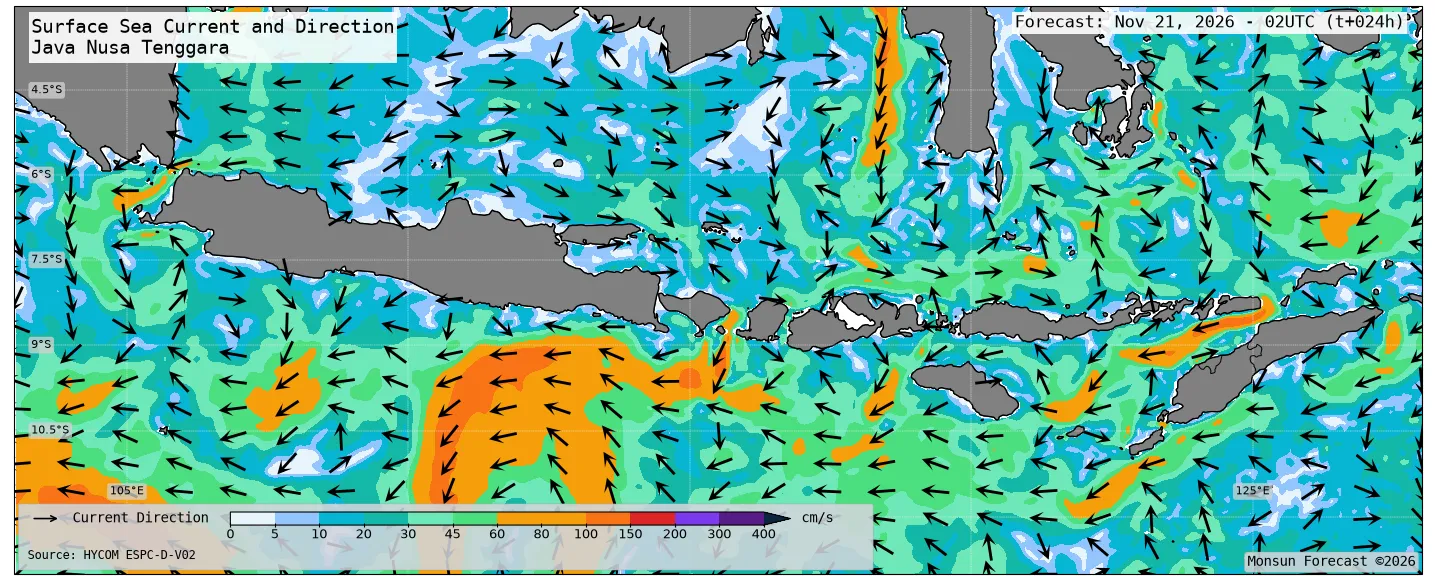 Surface Sea Current and Direction
Java Nusa Tenggara
Forecast: Nov 21, 2026 - 02UTC (t+024h)
4.5°S
6°S
7.5°S
9°S
10.5°S
105°E
125°E
Current Direction
0 5 10 20 30 45 60 80 100 150 200 300 400 cm/s
Source: HYCOM ESPC-D-V02
Monsun Forecast ©2026